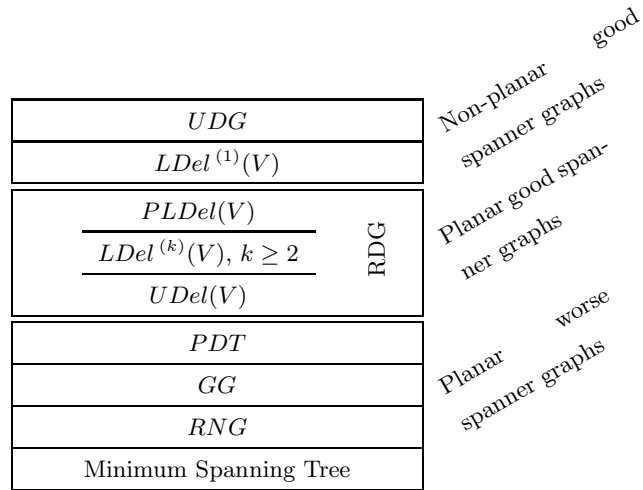 Non-planar good
spanner graphs
UDG
LDel⁽¹⁾(V)
Planar good span-
ner graphs
PLDel(V)
LDel⁽ᵏ⁾(V), k ≥ 2
UDel(V)
RDG
Planar worse
spanner graphs
PDT
GG
RNG
Minimum Spanning Tree